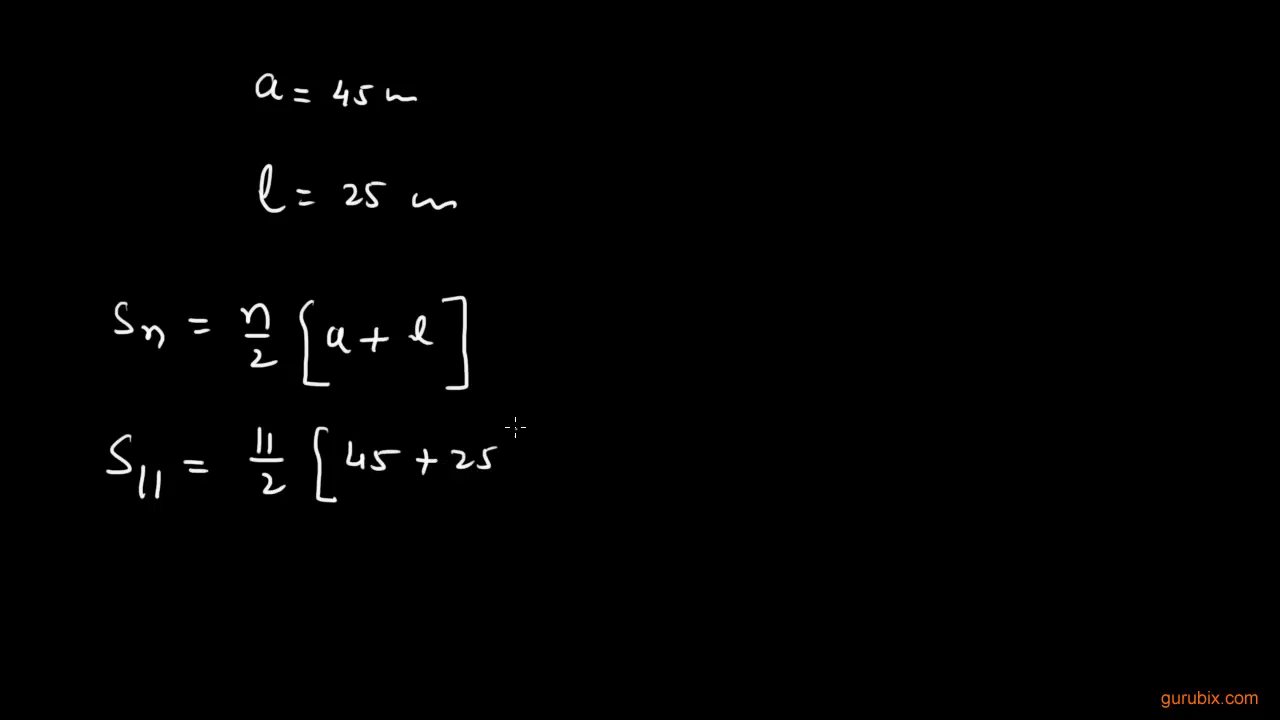 a = 45 m
l = 25 m
Sn = n/2 [a + l]
S11 = 11/2 [45 + 25
gurubix.com